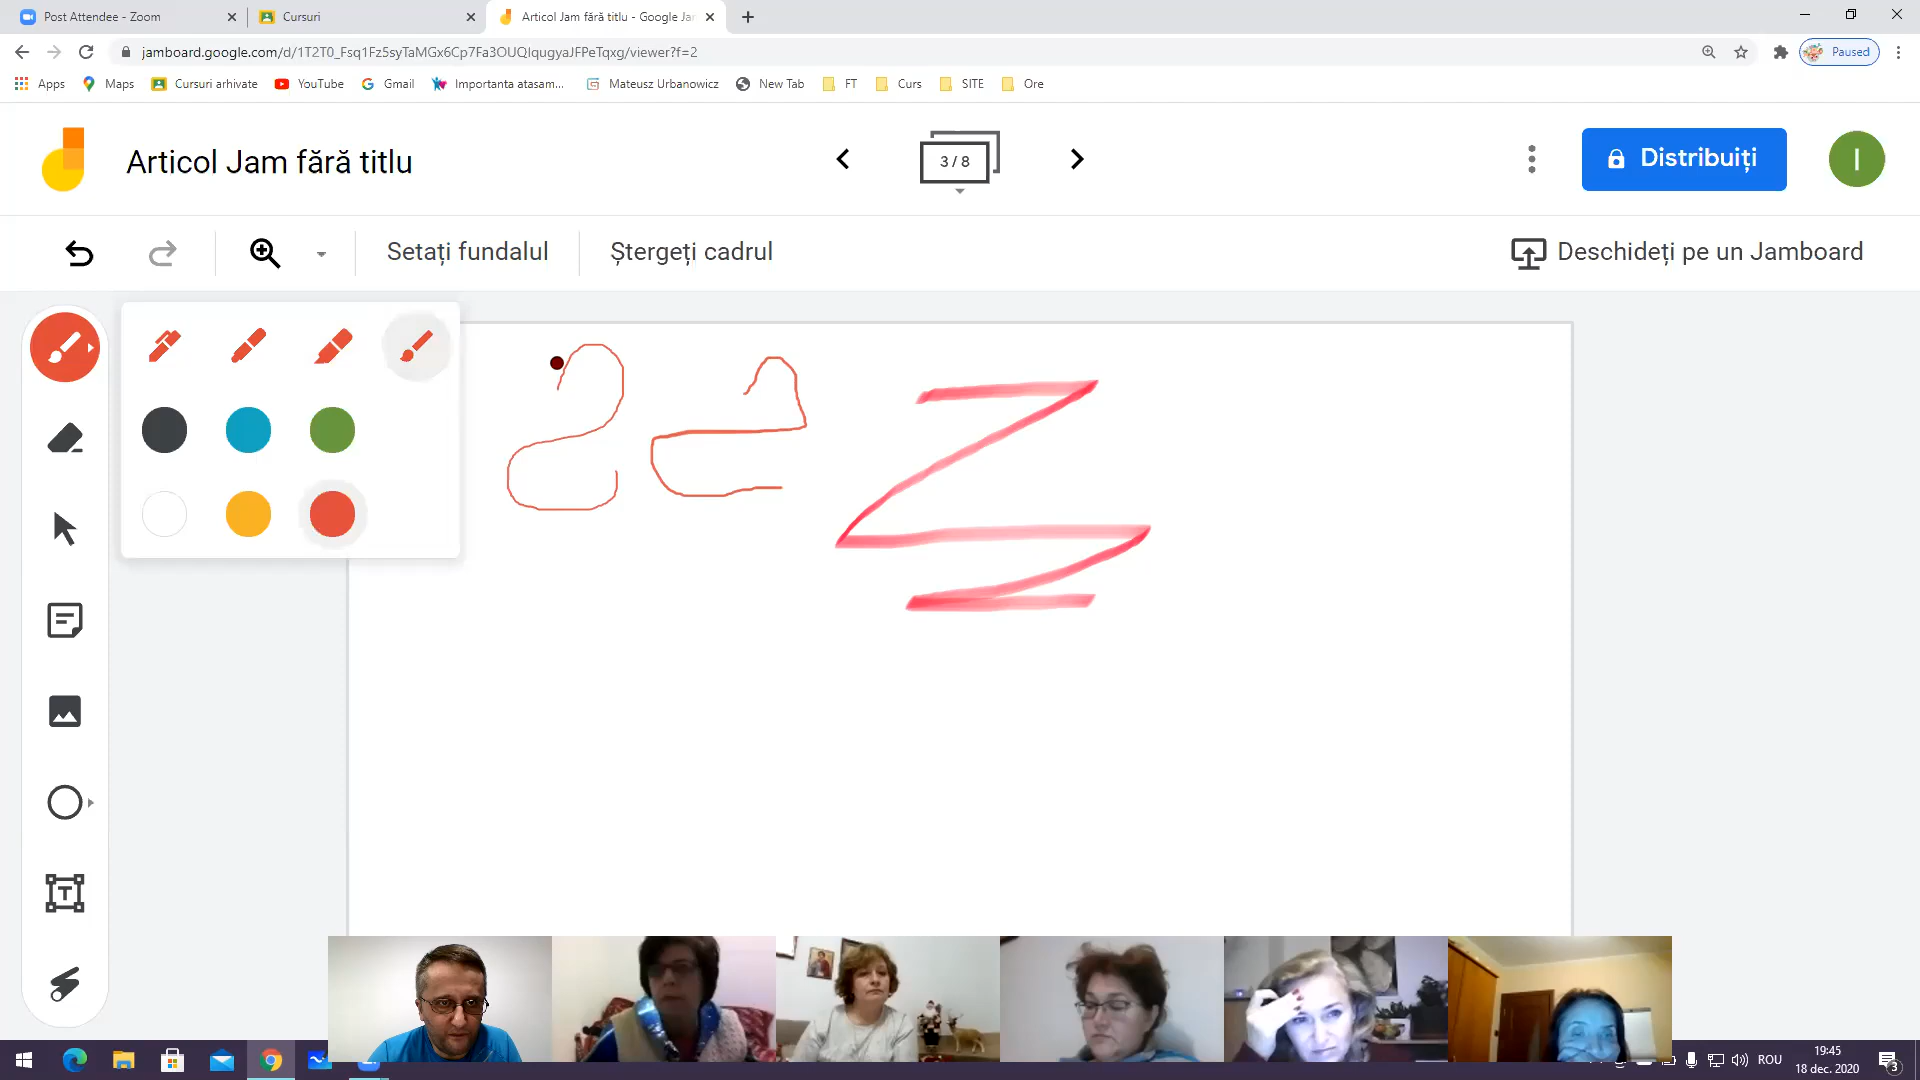 Post Attendee - Zoom
Cursuri
Articol Jam fără titlu - Google Jam
jamboard.google.com/d/1T2T0_Fsq1Fz5syTaMGx6Cp7Fa3OUQIqugyaJFPeTqxg/viewer?f=2
Paused
Apps
Maps
Cursuri arhivate
YouTube
Gmail
Importanta atasam...
Mateusz Urbanowicz
New Tab
FT
Curs
SITE
Ore
Articol Jam fără titlu
3 / 8
Distribuiți
I
Setați fundalul
Ștergeți cadrul
Deschideți pe un Jamboard
T
ROU
19:45
18 dec. 2020
3